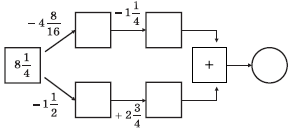 - 4 8/16
- 1 1/4
8 1/4
+
- 1 1/2
+ 2 3/4